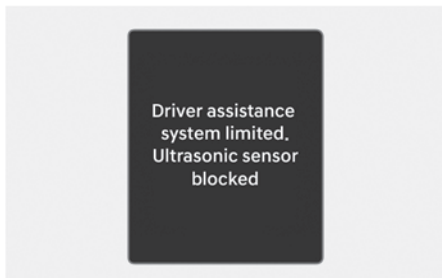 Driver assistance
system limited.
Ultrasonic sensor
blocked